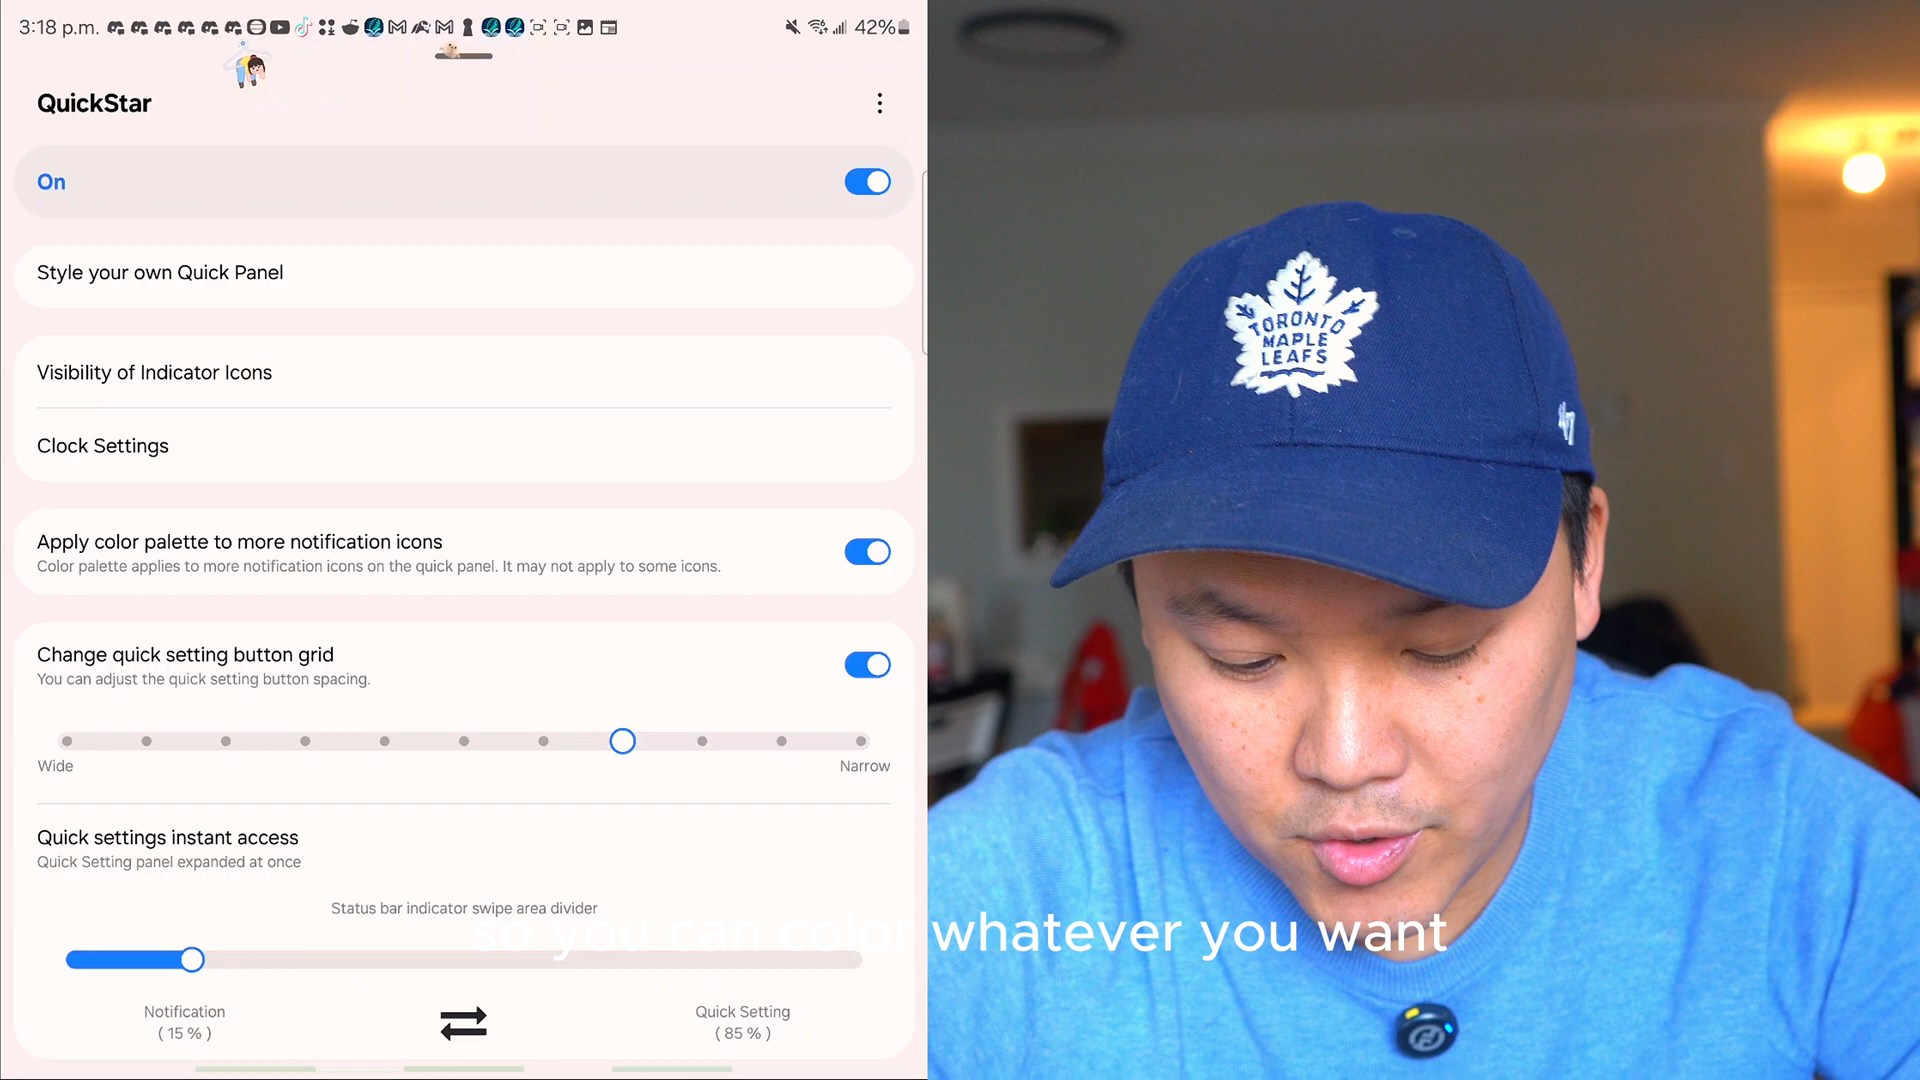 3:18 p.m.
42%
QuickStar
On
Style your own Quick Panel
Visibility of Indicator Icons
Clock Settings
Apply color palette to more notification icons
Color palette applies to more notification icons on the quick panel. It may not apply to some icons.
Change quick setting button grid
You can adjust the quick setting button spacing.
Wide
Narrow
Quick settings instant access
Quick Setting panel expanded at once
Status bar indicator swipe area divider
Notification
( 15 % )
Quick Setting
( 85 % )
TORONTO
MAPLE
LEAFS
47
so you can color whatever you want